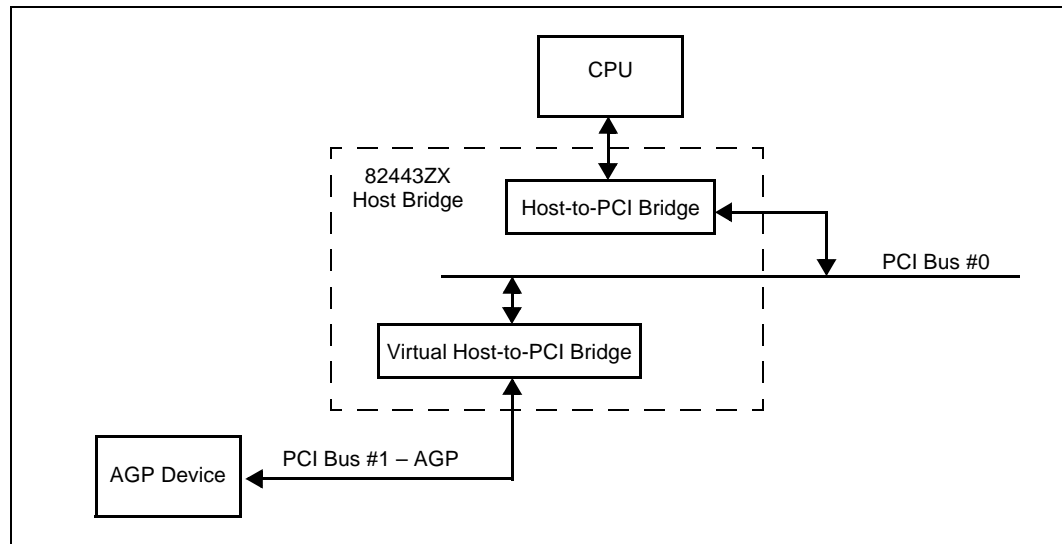 CPU
82443ZX
Host Bridge
Host-to-PCI Bridge
PCI Bus #0
Virtual Host-to-PCI Bridge
PCI Bus #1 – AGP
AGP Device